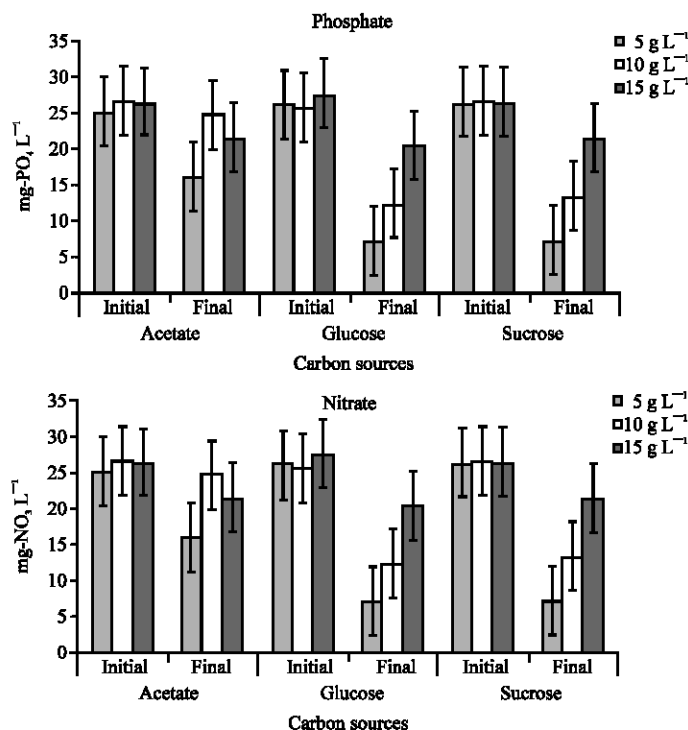 Phosphate
35
30
25
20
15
10
5
0
mg-PO₄ L⁻¹
5 g L⁻¹
10 g L⁻¹
15 g L⁻¹
Initial Final Initial Final Initial Final
Acetate Glucose Sucrose
Carbon sources
Nitrate
35
30
25
20
15
10
5
0
mg-NO₃ L⁻¹
5 g L⁻¹
10 g L⁻¹
15 g L⁻¹
Initial Final Initial Final Initial Final
Acetate Glucose Sucrose
Carbon sources